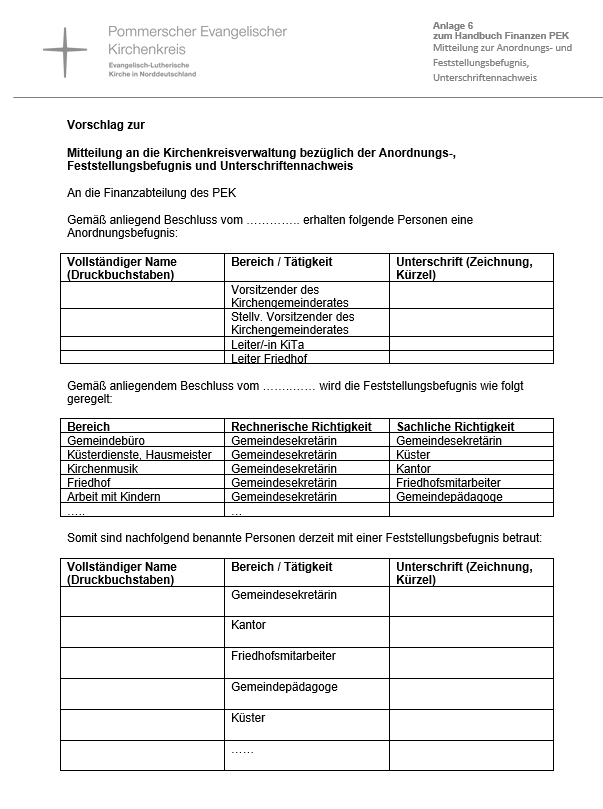 Pommerscher Evangelischer
Kirchenkreis
Evangelisch-Lutherische
Kirche in Norddeutschland
Anlage 6
zum Handbuch Finanzen PEK
Mitteilung zur Anordnungs- und
Feststellungsbefugnis,
Unterschriftennachweis
Vorschlag zur
Mitteilung an die Kirchenkreisverwaltung bezüglich der Anordnungs-,
Feststellungsbefugnis und Unterschriftennachweis
An die Finanzabteilung des PEK
Gemäß anliegend Beschluss vom ………….. erhalten folgende Personen eine
Anordnungsbefugnis:
Vollständiger Name
(Druckbuchstaben)
Bereich / Tätigkeit
Unterschrift (Zeichnung,
Kürzel)
Vorsitzender des
Kirchengemeinderates
Stellv. Vorsitzender des
Kirchengemeinderates
Leiter/-in KiTa
Leiter Friedhof
Gemäß anliegendem Beschluss vom ……..…… wird die Feststellungsbefugnis wie folgt
geregelt:
Bereich Rechnerische Richtigkeit Sachliche Richtigkeit
Gemeindebüro Gemeindesekretärin Gemeindesekretärin
Küsterdienste, Hausmeister Gemeindesekretärin Küster
Kirchenmusik Gemeindesekretärin Kantor
Friedhof Gemeindesekretärin Friedhofsmitarbeiter
Arbeit mit Kindern Gemeindesekretärin Gemeindepädagoge
….. …
Somit sind nachfolgend benannte Personen derzeit mit einer Feststellungsbefugnis betraut:
Vollständiger Name
(Druckbuchstaben)
Bereich / Tätigkeit
Unterschrift (Zeichnung,
Kürzel)
Gemeindesekretärin
Kantor
Friedhofsmitarbeiter
Gemeindepädagoge
Küster
……